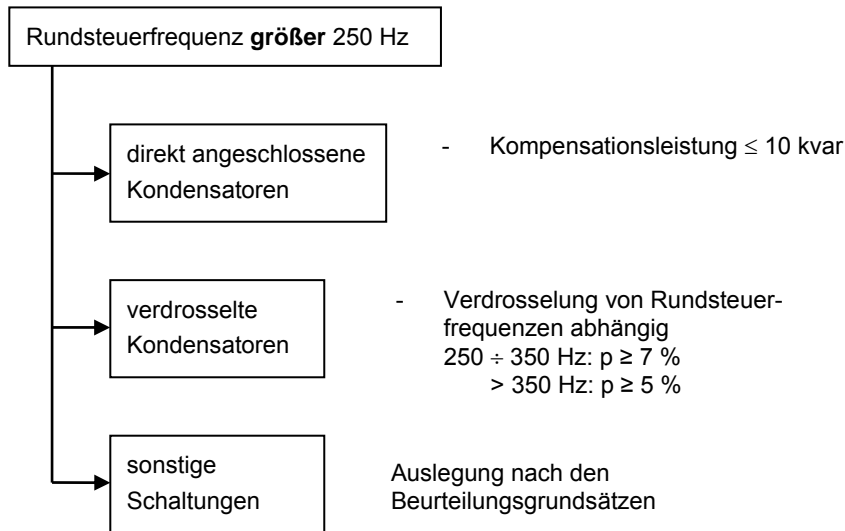 Rundsteuerfrequenz größer 250 Hz
direkt angeschlossene
Kondensatoren
- Kompensationsleistung ≤ 10 kvar
verdrosselte
Kondensatoren
- Verdrosselung von Rundsteuer-
frequenzen abhängig
250 ÷ 350 Hz: p ≥ 7 %
> 350 Hz: p ≥ 5 %
sonstige
Schaltungen
Auslegung nach den
Beurteilungsgrundsätzen